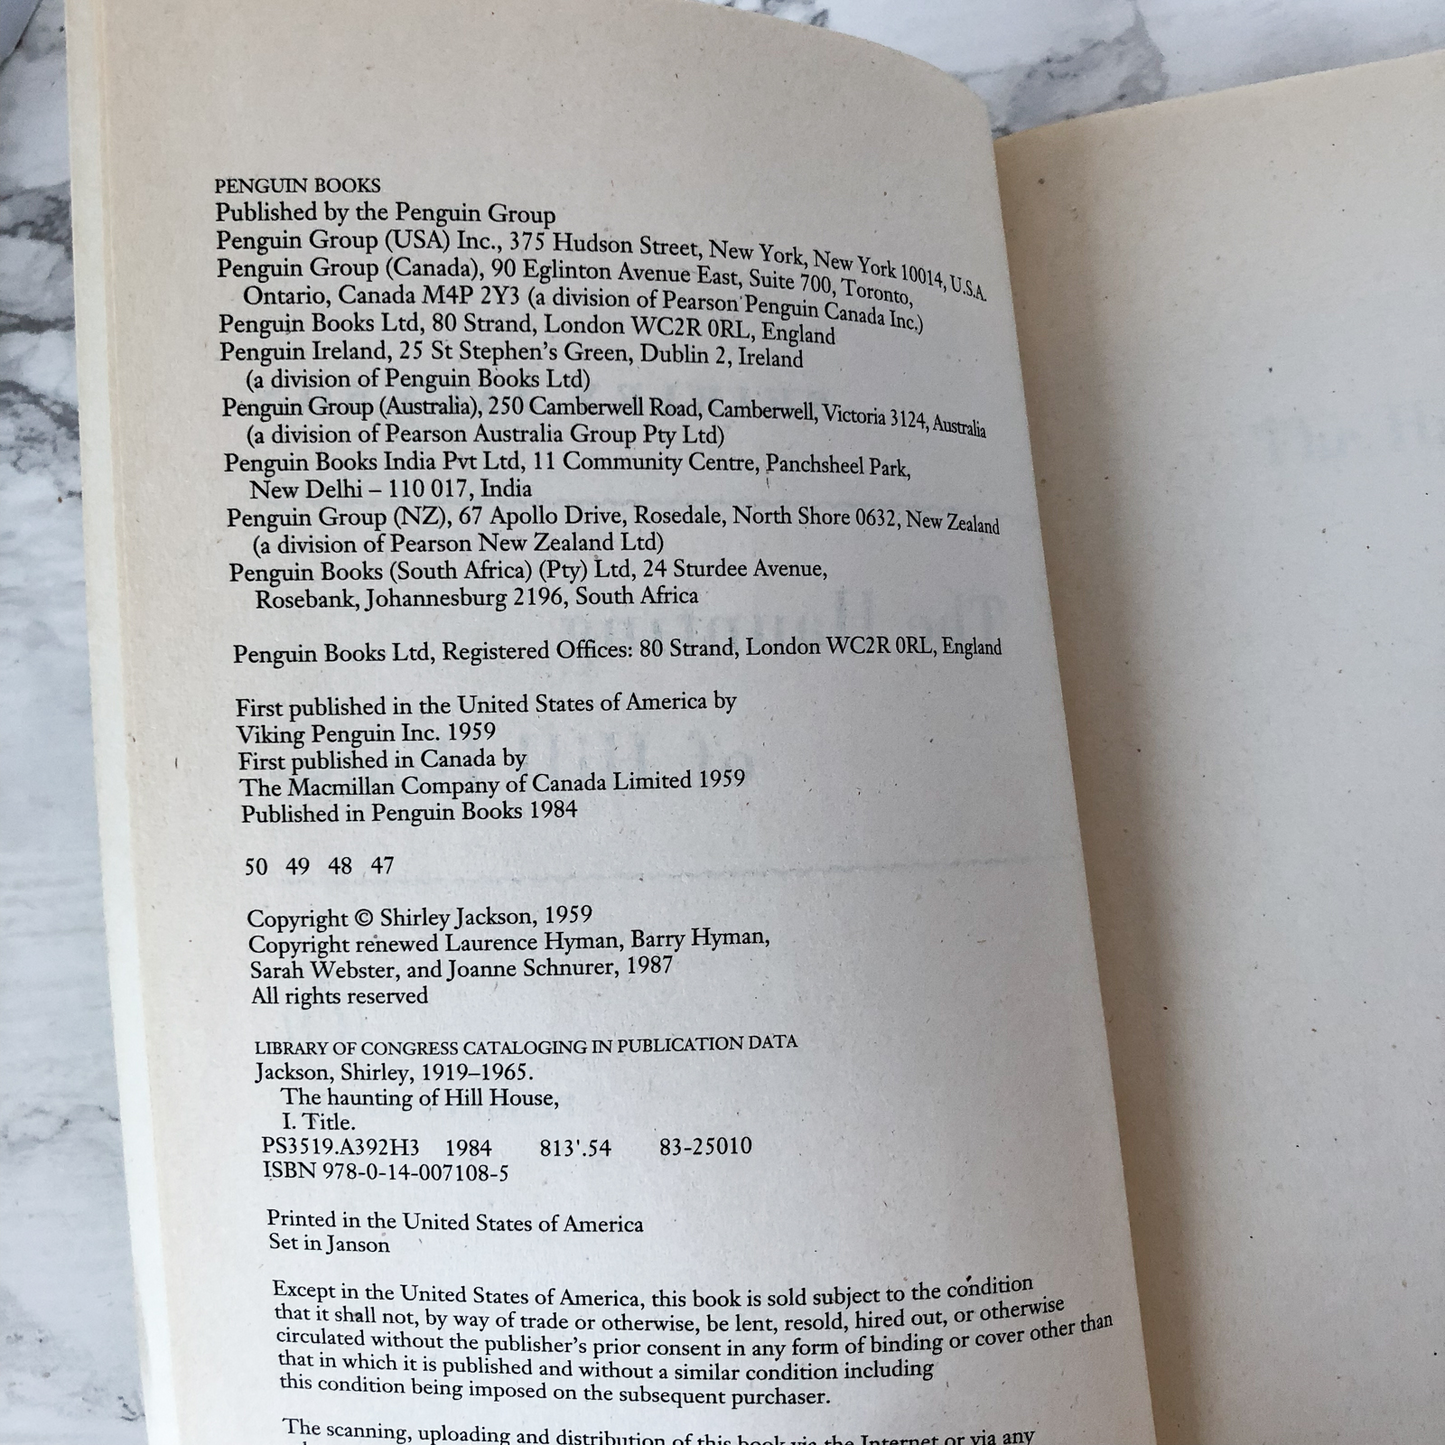 PENGUIN BOOKS
Published by the Penguin Group
Penguin Group (USA) Inc., 375 Hudson Street, New York, New York 10014, U.S.A.
Penguin Group (Canada), 90 Eglinton Avenue East, Suite 700, Toronto,
Ontario, Canada M4P 2Y3 (a division of Pearson Penguin Canada Inc.)
Penguin Books Ltd, 80 Strand, London WC2R 0RL, England
Penguin Ireland, 25 St Stephen's Green, Dublin 2, Ireland
(a division of Penguin Books Ltd)
Penguin Group (Australia), 250 Camberwell Road, Camberwell, Victoria 3124, Australia
(a division of Pearson Australia Group Pty Ltd)
Penguin Books India Pvt Ltd, 11 Community Centre, Panchsheel Park,
New Delhi – 110 017, India
Penguin Group (NZ), 67 Apollo Drive, Rosedale, North Shore 0632, New Zealand
(a division of Pearson New Zealand Ltd)
Penguin Books (South Africa) (Pty) Ltd, 24 Sturdee Avenue,
Rosebank, Johannesburg 2196, South Africa
Penguin Books Ltd, Registered Offices: 80 Strand, London WC2R 0RL, England
First published in the United States of America by
Viking Penguin Inc. 1959
First published in Canada by
The Macmillan Company of Canada Limited 1959
Published in Penguin Books 1984
50 49 48 47
Copyright © Shirley Jackson, 1959
Copyright renewed Laurence Hyman, Barry Hyman,
Sarah Webster, and Joanne Schnurer, 1987
All rights reserved
LIBRARY OF CONGRESS CATALOGING IN PUBLICATION DATA
Jackson, Shirley, 1919–1965.
The haunting of Hill House,
I. Title.
PS3519.A392H3 1984 813'.54 83-25010
ISBN 978-0-14-007108-5
Printed in the United States of America
Set in Janson
Except in the United States of America, this book is sold subject to the condition
that it shall not, by way of trade or otherwise, be lent, resold, hired out, or otherwise
circulated without the publisher's prior consent in any form of binding or cover other than
that in which it is published and without a similar condition including
this condition being imposed on the subsequent purchaser.
The scanning, uploading and distribution of this book via the Internet or via any